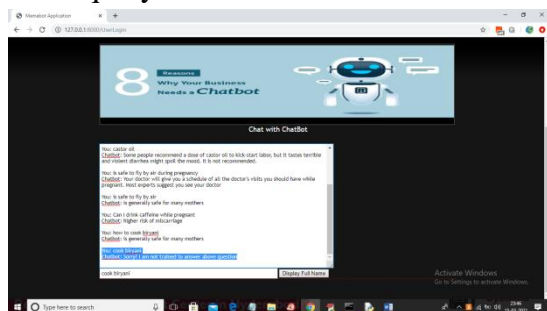 Mamabot Application
127.0.0.1:8000/UserLogin
8
Reasons
Why Your Business
Needs a Chatbot
Chat with ChatBot
You: castor oil
Chatbot: Some people recommend a dose of castor oil to kick start labor, but it tastes terrible
and violent diarrhea might spoil the mood. It is not recommended.
You: is safe to fly by air during pregnancy
Chatbot: Your doctor will give you a schedule of all the doctor's visits you should have while
pregnant. Most experts suggest you see your doctor
You: is safe to fly by air
Chatbot: is generally safe for many mothers
You: Can I drink caffeine while pregnant
Chatbot: Higher risk of miscarriage
You: how to cook biryani
Chatbot: is generally safe for many mothers
You: cook biryani
Chatbot: Sorry! I am not trained to answer above question
cook biryani
Display Full Name
Activate Windows
Go to Settings to activate Windows.
Type here to search
23:46